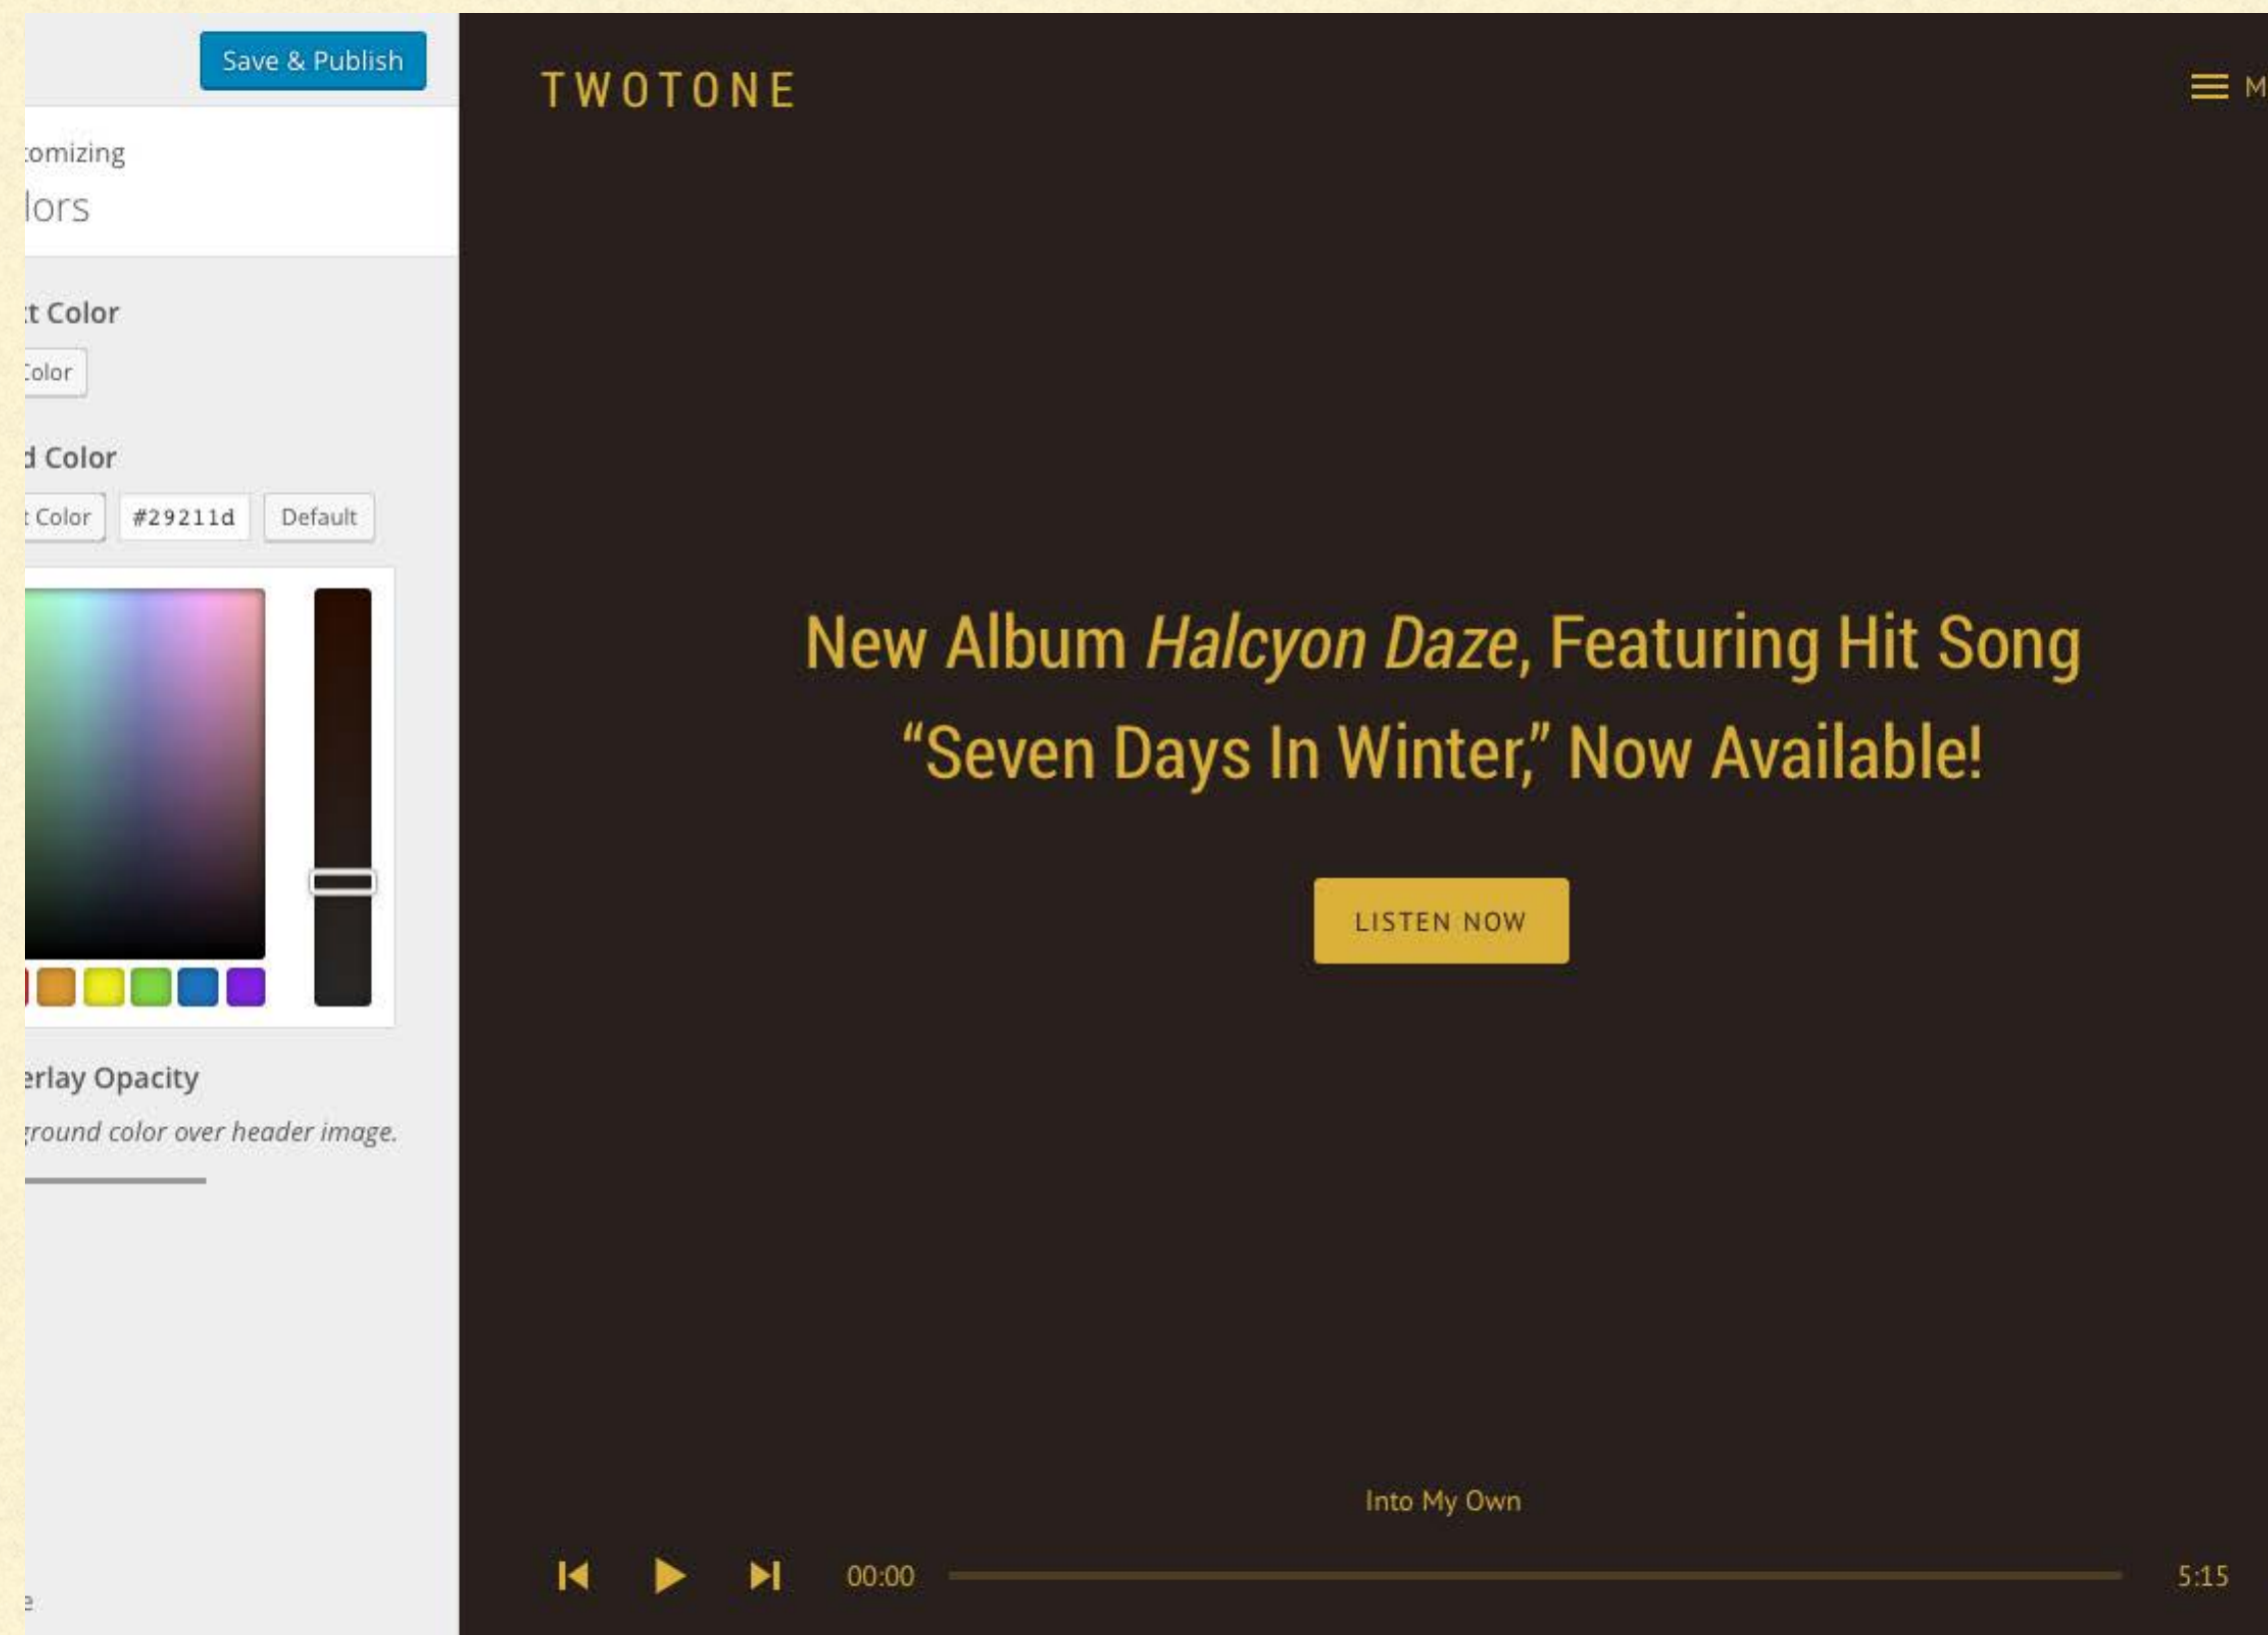 Save & Publish
omizing
lors
t Color
Color
d Color
Color
#29211d
Default
erlay Opacity
ground color over header image.
TWOTONE
M
New Album Halcyon Daze, Featuring Hit Song
“Seven Days In Winter,” Now Available!
LISTEN NOW
Into My Own
00:00
5:15